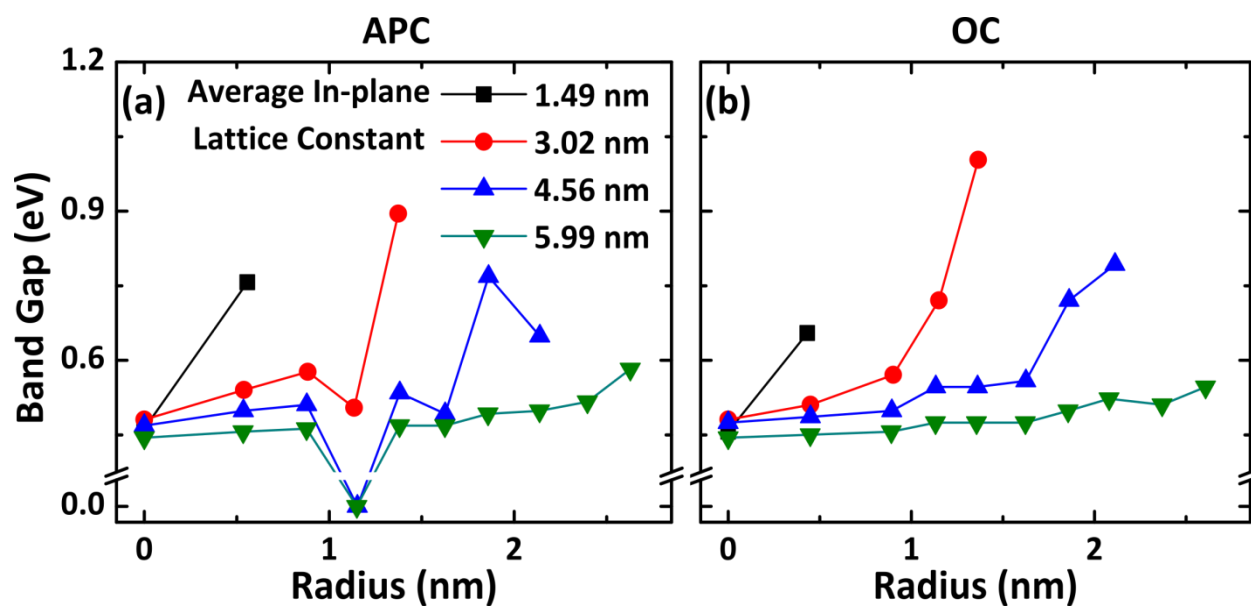 APC
OC
1.2
(a)
Average In-plane
Lattice Constant
1.49 nm
3.02 nm
4.56 nm
5.99 nm
(b)
0.9
0.6
0.0
Band Gap (eV)
0 1 2
0 1 2
Radius (nm)
Radius (nm)